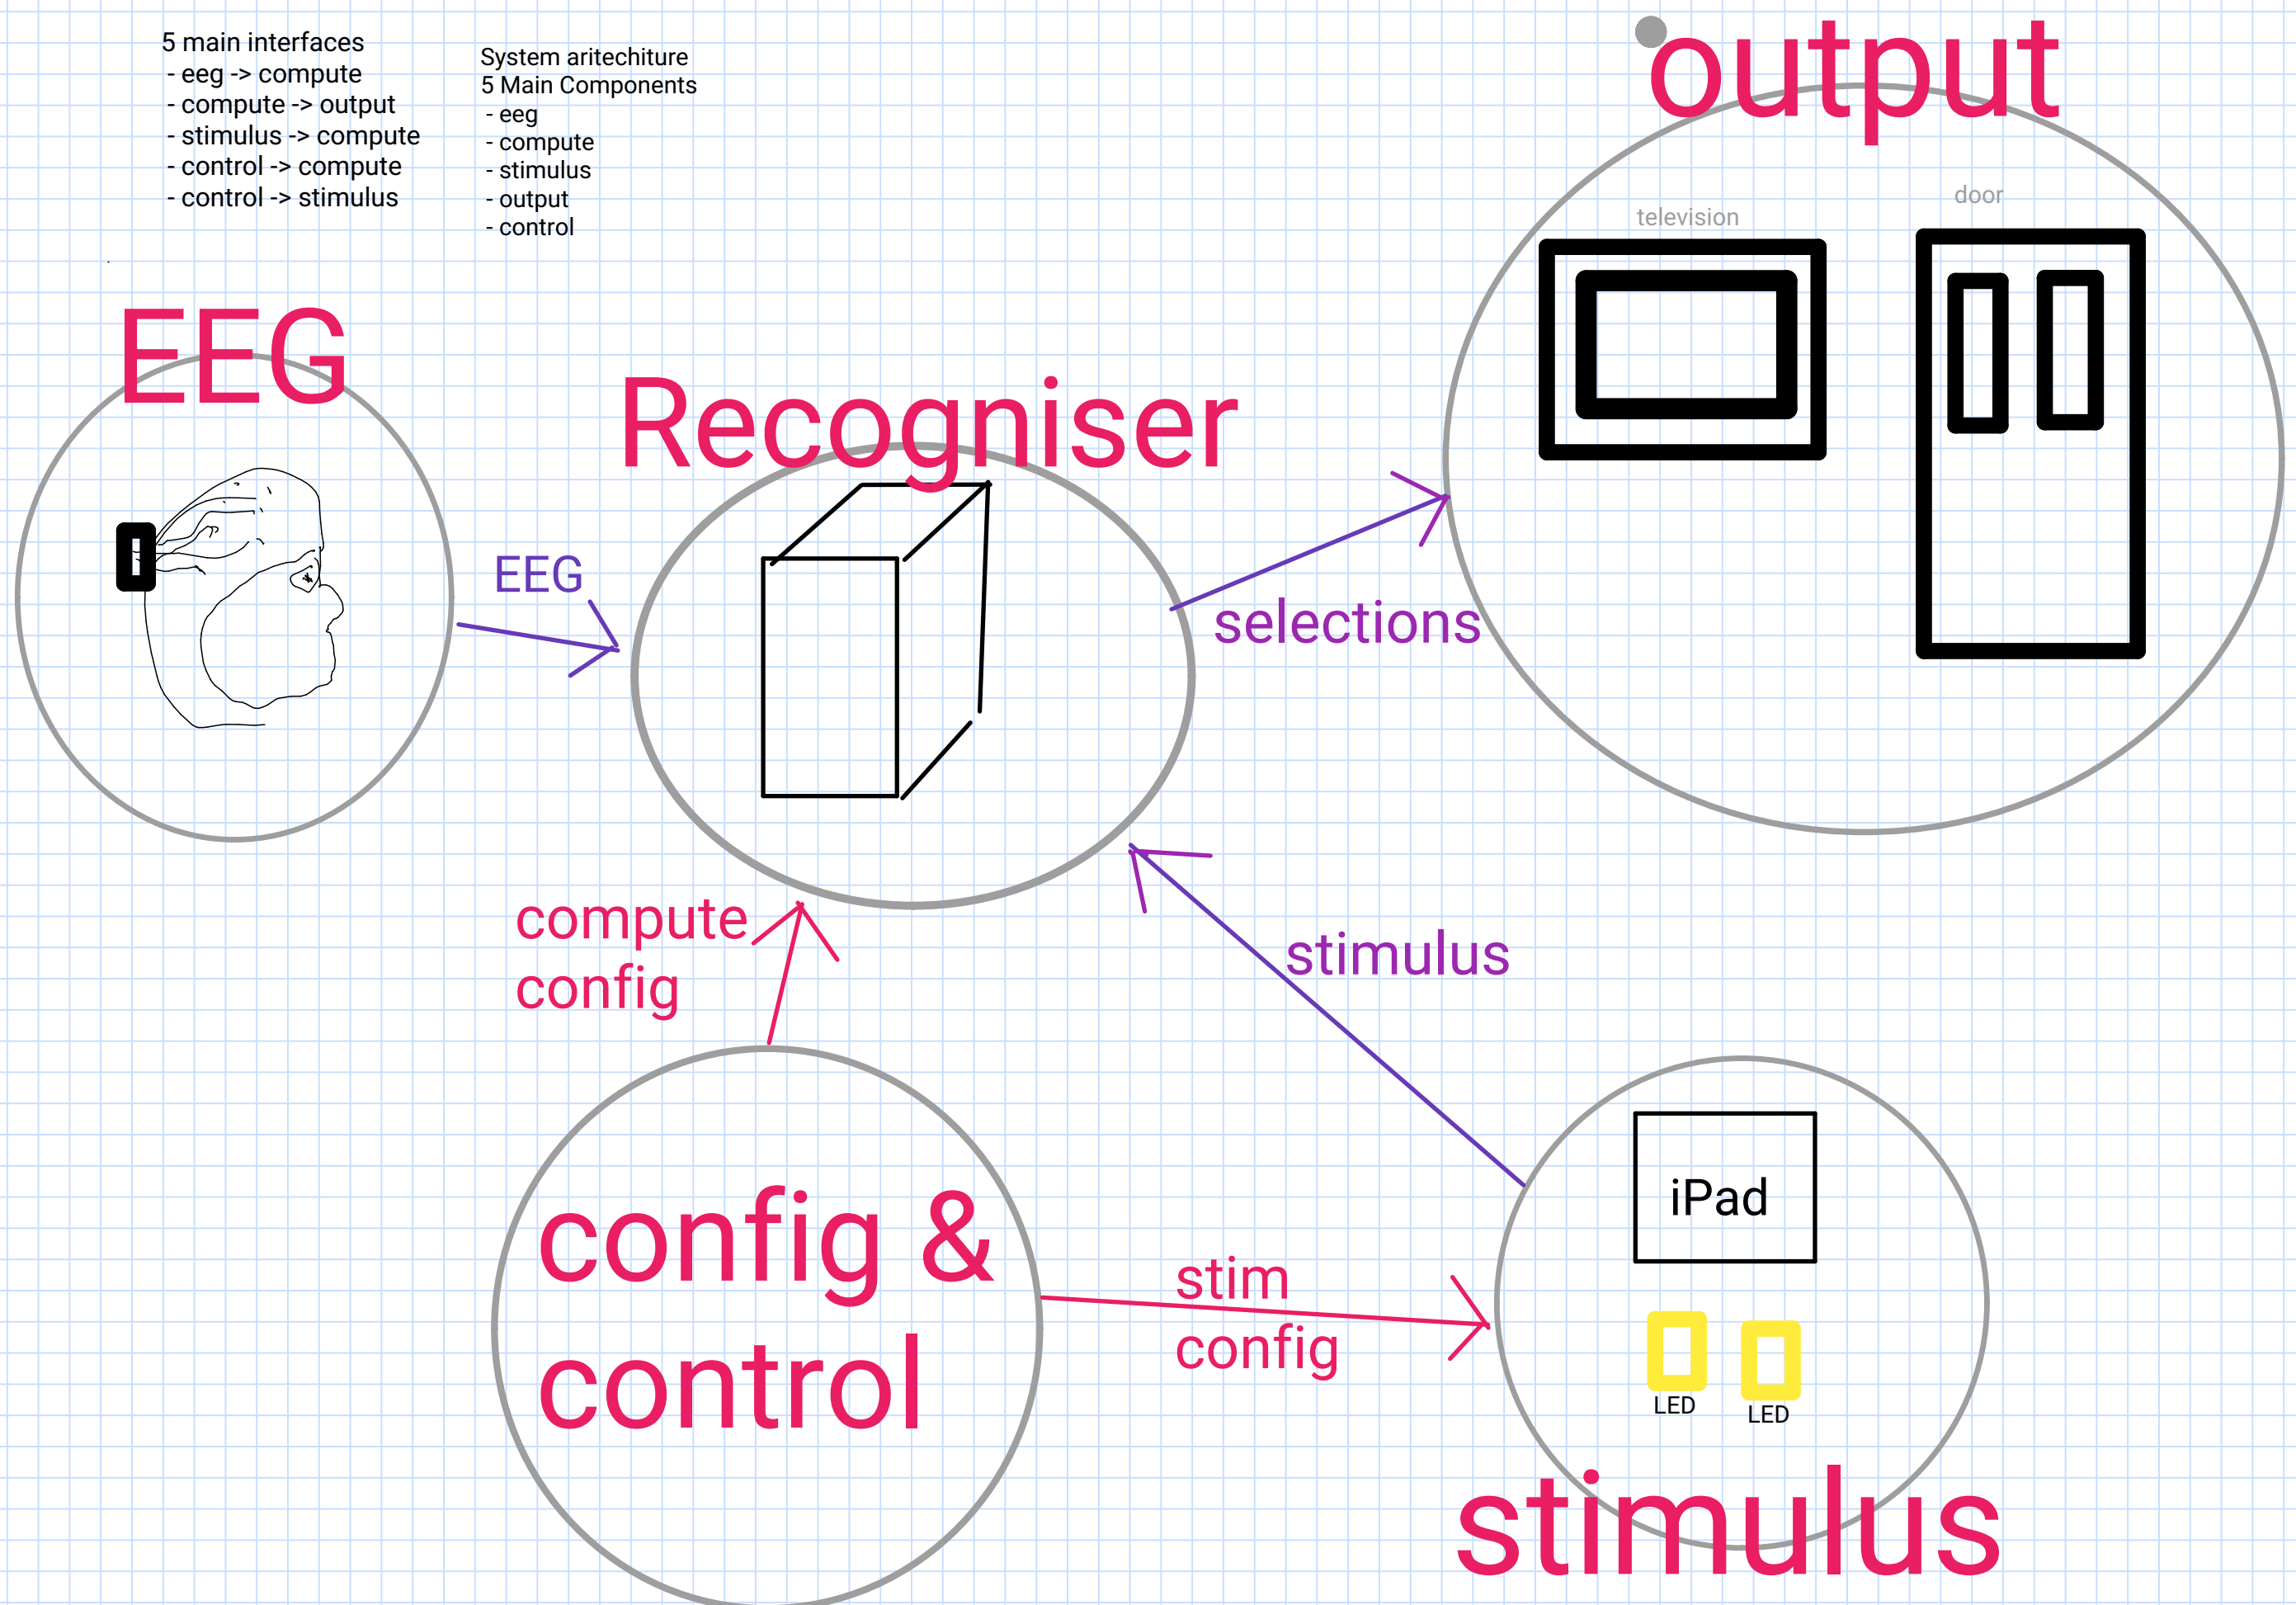 5 main interfaces
- eeg -> compute
- compute -> output
- stimulus -> compute
- control -> compute
- control -> stimulus
System aritechiture
5 Main Components
- eeg
- compute
- stimulus
- output
- control
output
television
door
EEG
Recogniser
EEG
selections
compute
config
stimulus
config &
control
stim
config
iPad
LED
LED
stimulus